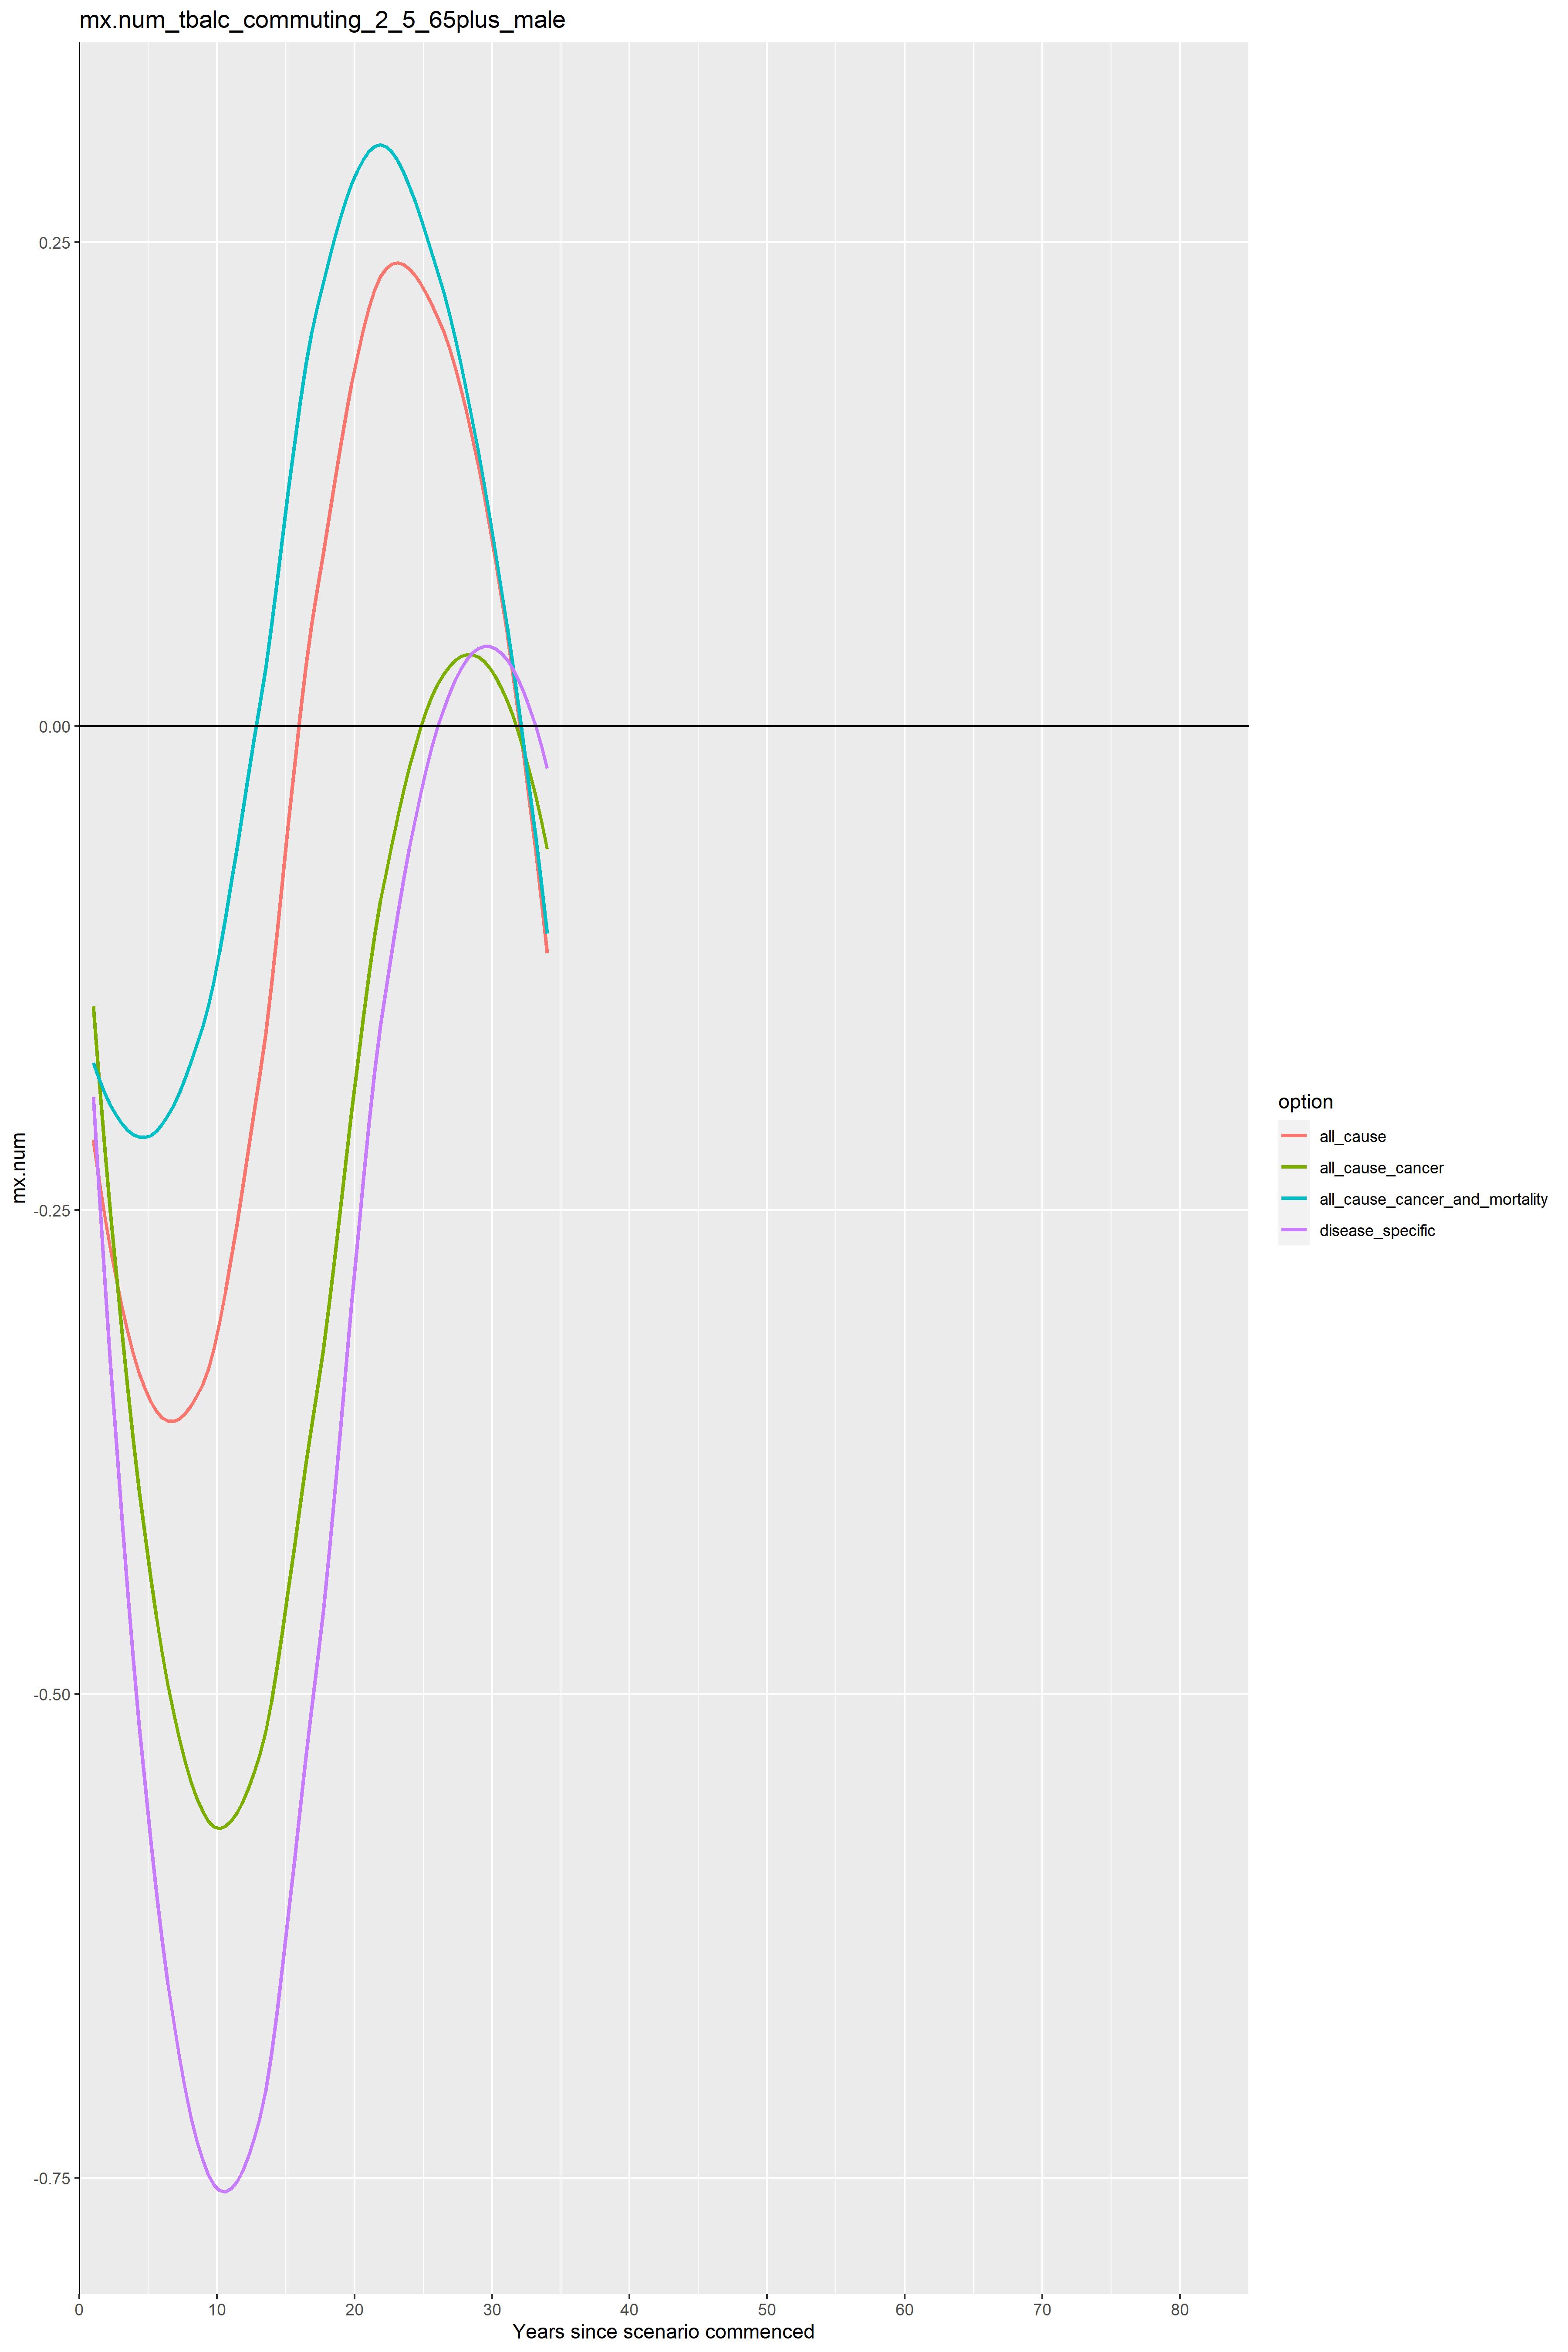 mx.num_tbalc_commuting_2_5_65plus_male
0.25
0.00
-0.25
-0.50
-0.75
mx.num
0 10 20 30 40 50 60 70 80
Years since scenario commenced
option
all_cause
all_cause_cancer
all_cause_cancer_and_mortality
disease_specific